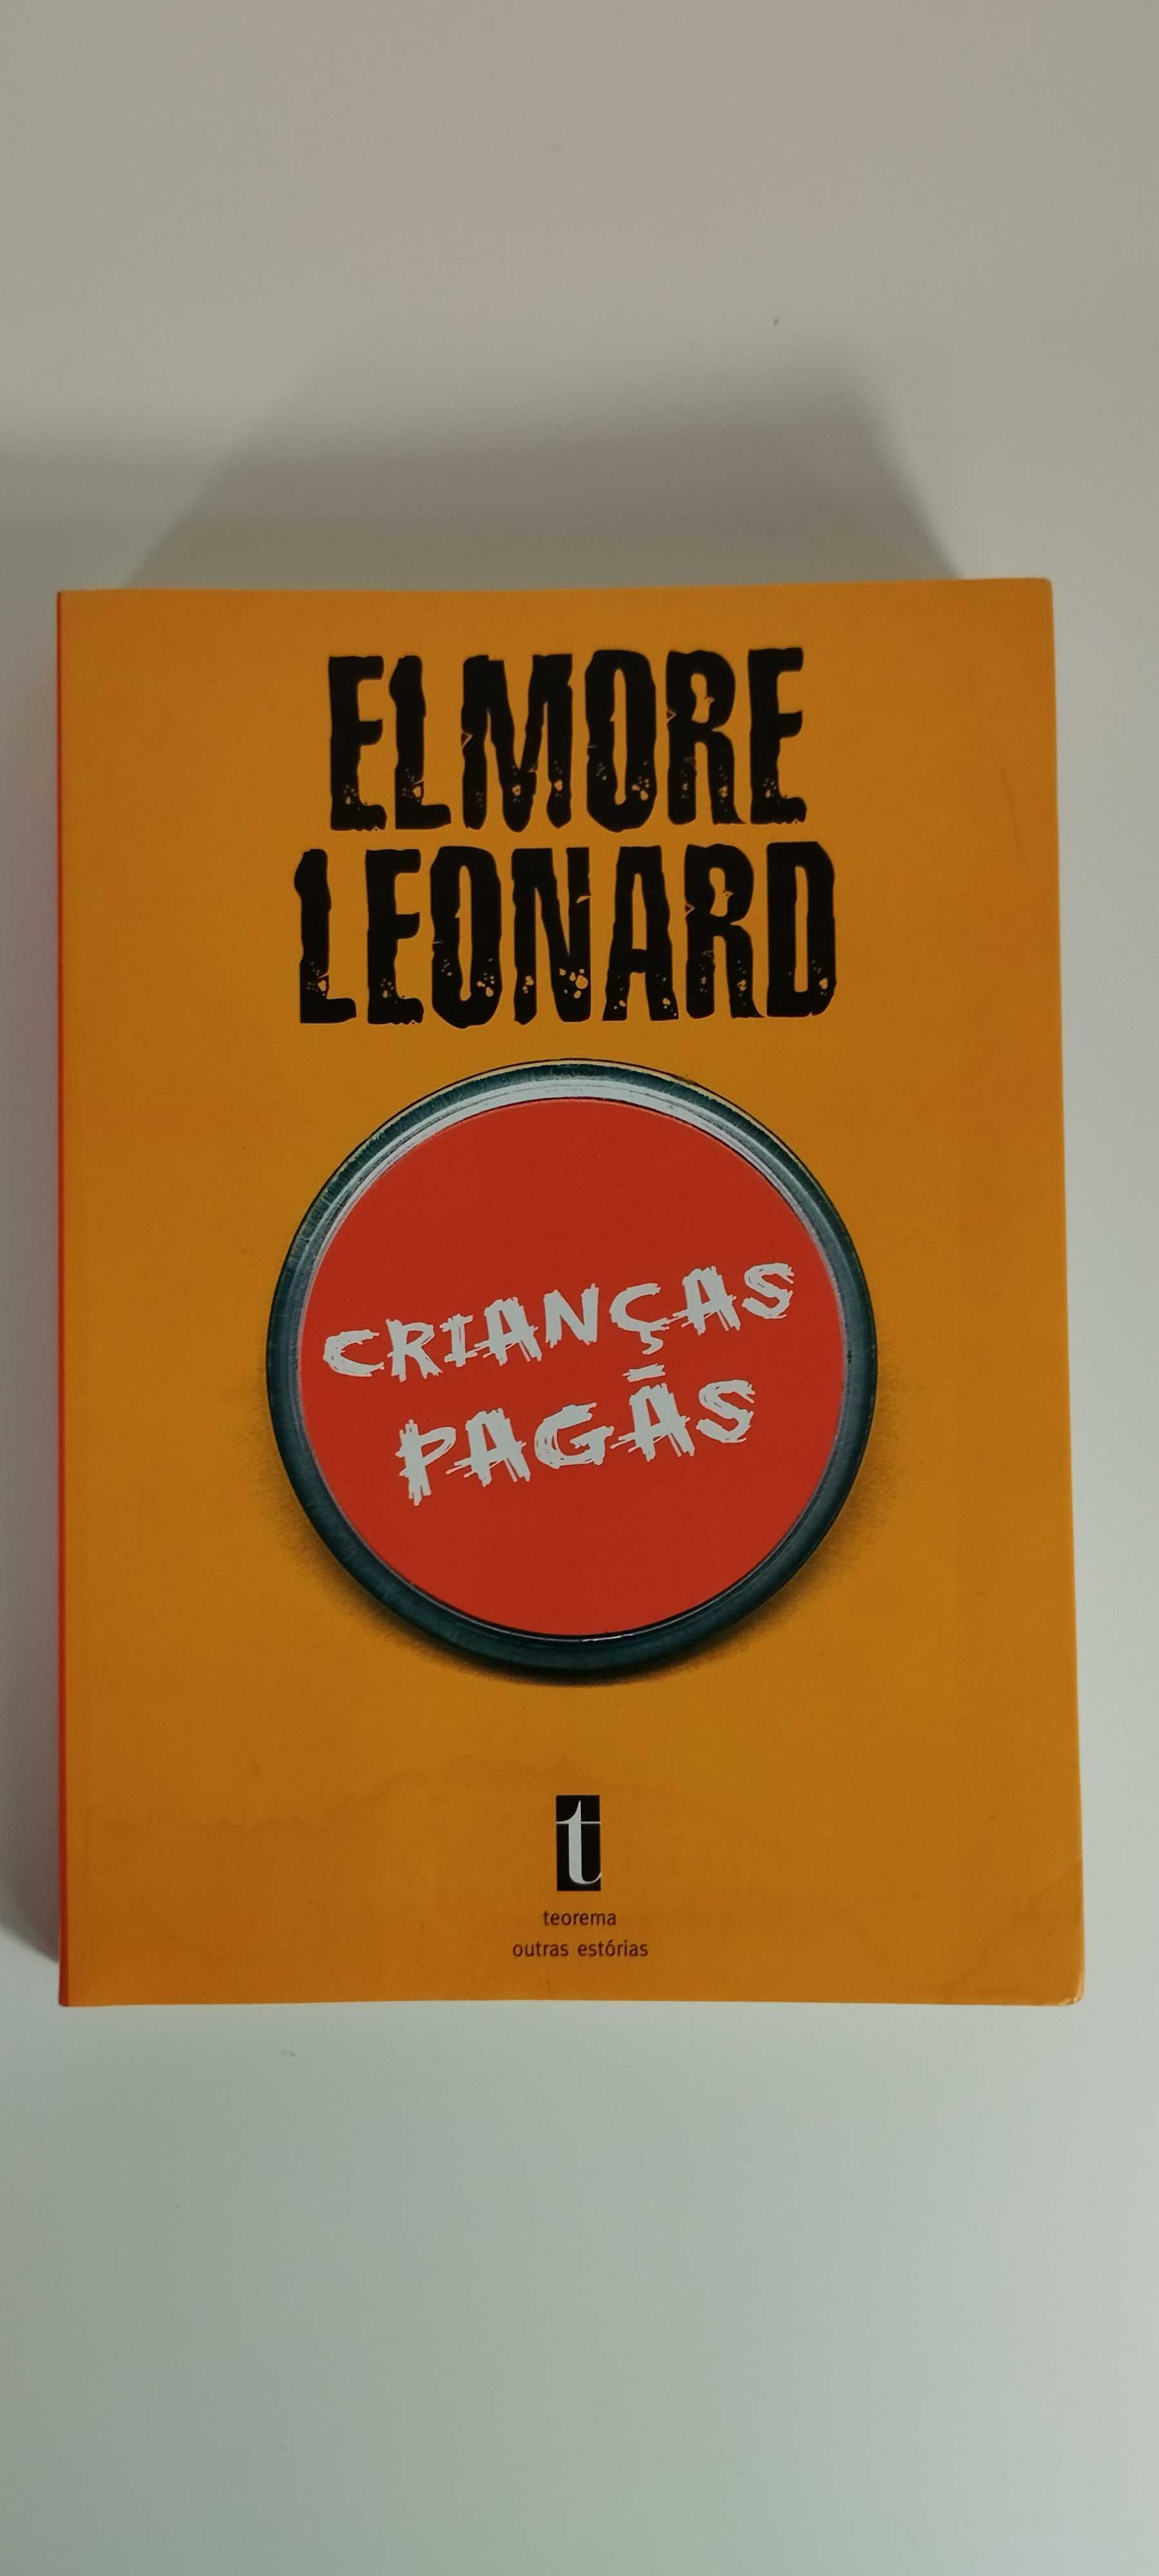 ELMORE
LEONARD
CRIANÇAS
PAGÃS
t
teorema
outras estórias